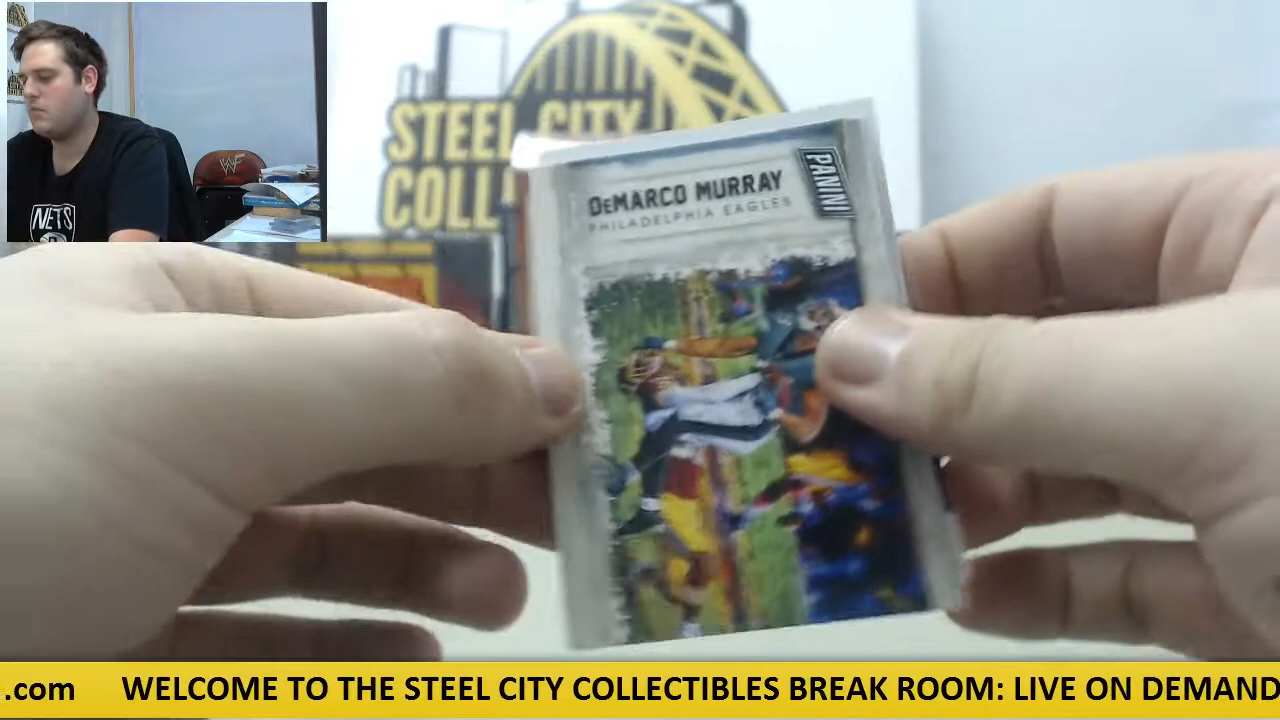 STEEL CITY
COLL
DeMARCO MURRAY
PHILADELPHIA EAGLES
PANINI
NETS
.com WELCOME TO THE STEEL CITY COLLECTIBLES BREAK ROOM: LIVE ON DEMAND